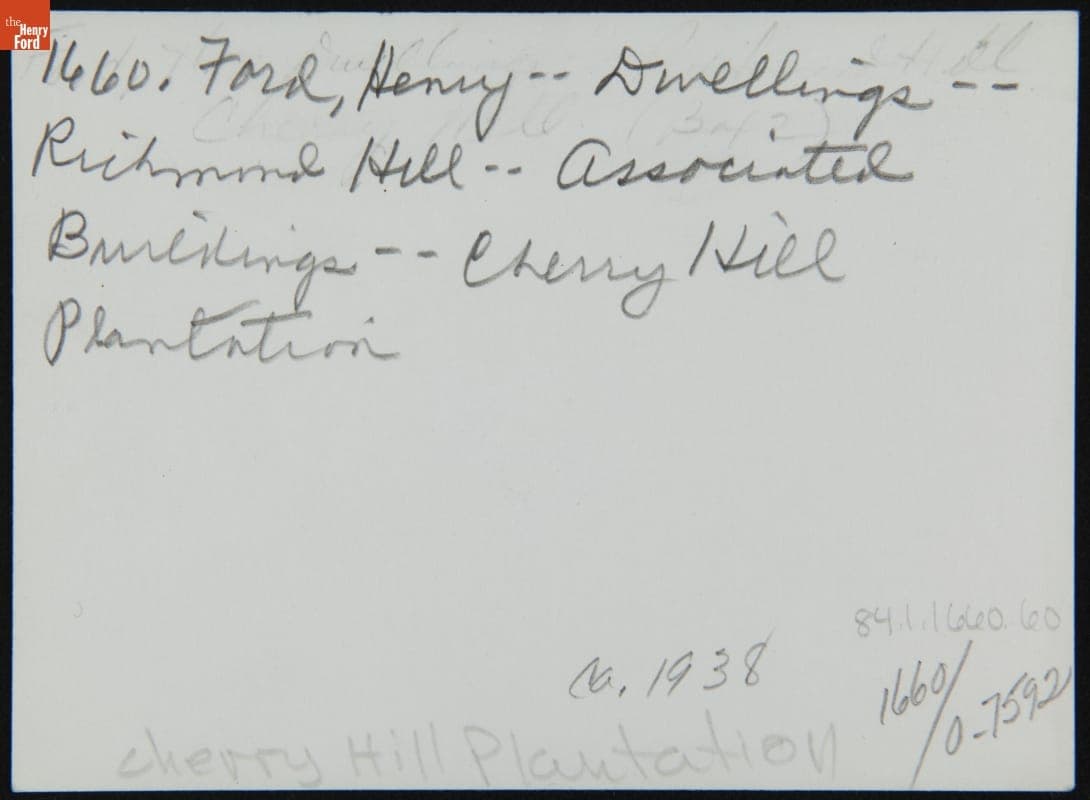 the
Henry
Ford
1660. Ford, Henry -- Dwellings --
Richmond Hill -- Associated
Buildings -- Cherry Hill
Plantation
84.1.1660.60
ca. 1938
1660/
0-7592
Cherry Hill Plantation